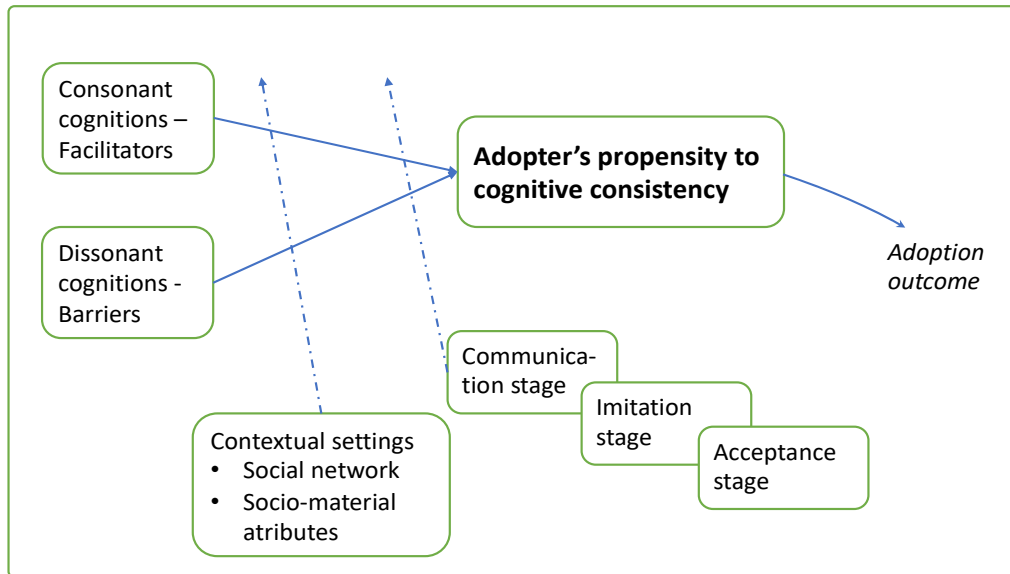 Consonant
cognitions –
Facilitators
Adopter's propensity to
cognitive consistency
Dissonant
cognitions -
Barriers
Adoption
outcome
Communica-
tion stage
Imitation
stage
Acceptance
stage
Contextual settings
• Social network
• Socio-material
atributes